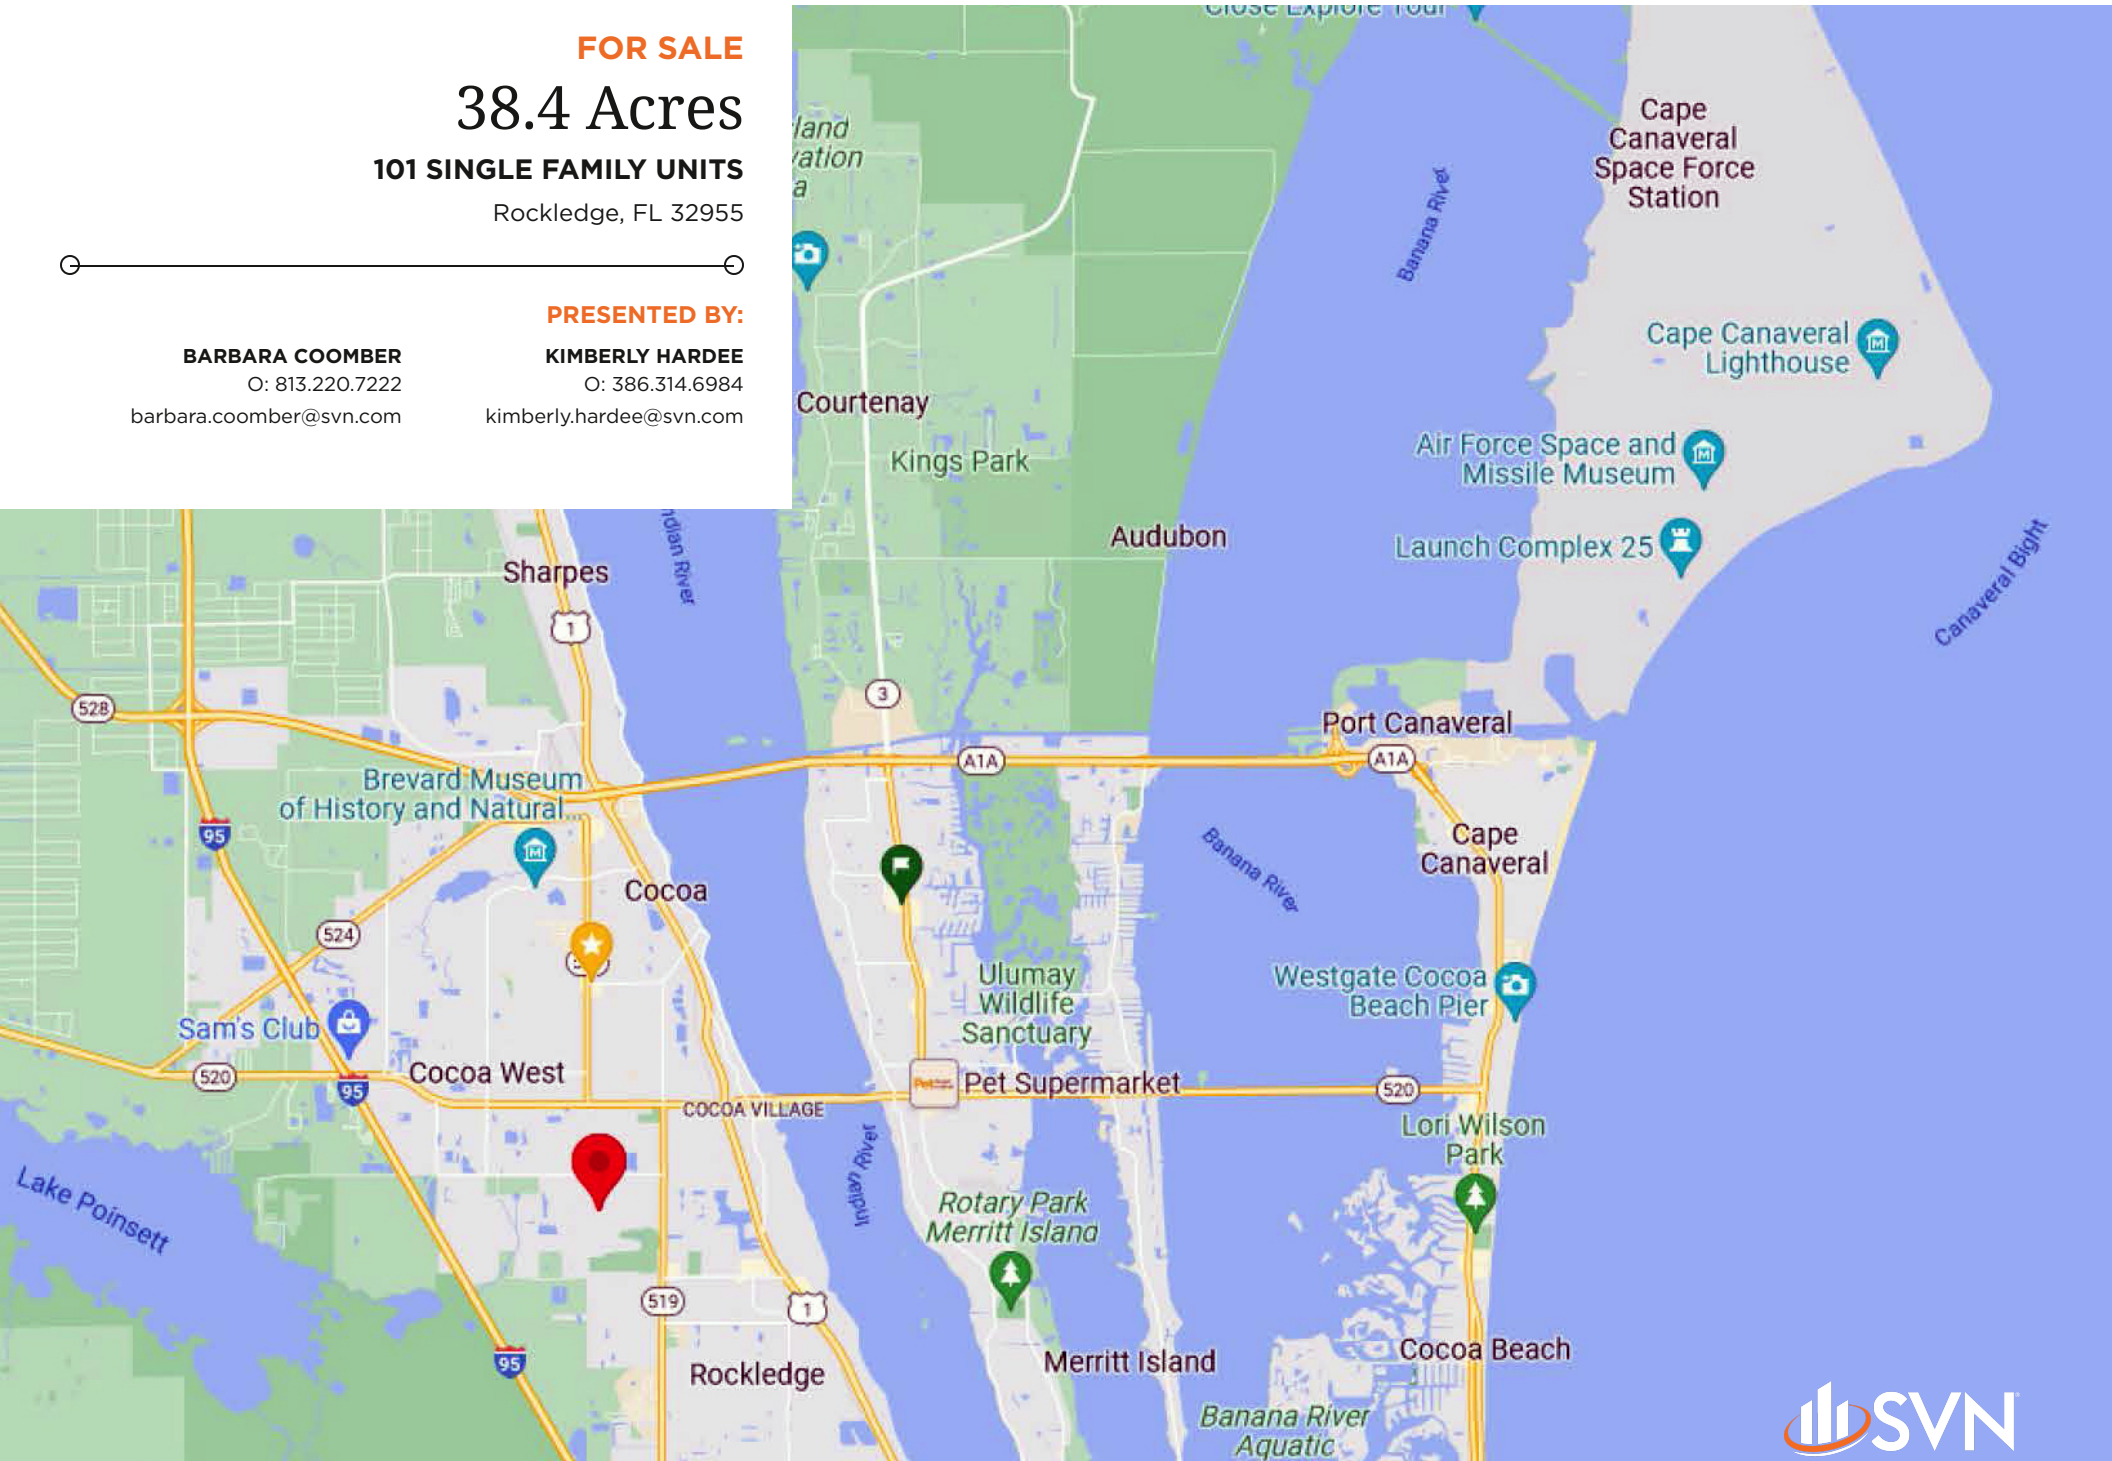 FOR SALE
38.4 Acres
101 SINGLE FAMILY UNITS
Rockledge, FL 32955
PRESENTED BY:
BARBARA COOMBER
O: 813.220.7222
barbara.coomber@svn.com
KIMBERLY HARDEE
O: 386.314.6984
kimberly.hardee@svn.com
Close Explore Tour
Cape
Canaveral
Space Force
Station
Banana River
Cape Canaveral
Lighthouse
Courtenay
Kings Park
Air Force Space and
Missile Museum
Audubon
Launch Complex 25
Canaveral Bight
Sharpes
ndian River
1
3
528
Port Canaveral
A1A
A1A
Brevard Museum
of History and Natural...
95
Cape
Canaveral
Banana River
Cocoa
524
Ulumay
Wildlife
Sanctuary
Westgate Cocoa
Beach Pier
Sam's Club
520
95
Cocoa West
COCOA VILLAGE
Pet Supermarket
520
Lori Wilson
Park
Indian River
Lake Poinsett
Rotary Park
Merritt Island
519
1
95
Rockledge
Merritt Island
Cocoa Beach
Banana River
Aquatic
SVN